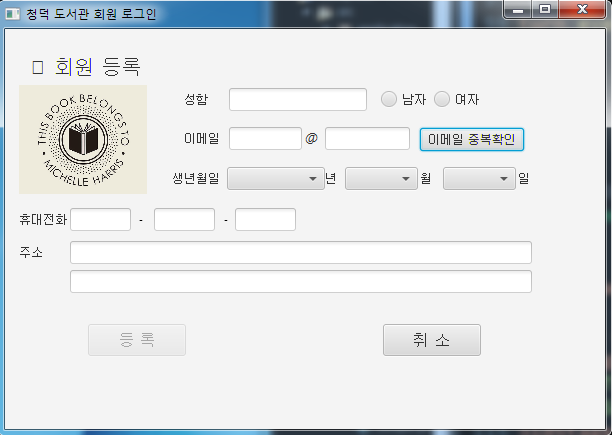 청덕 도서관 회원 로그인
회원 등록
THIS BOOK BELONGS TO
• MICHELLE HARRIS •
성함 남자 여자
이메일 @ 이메일 중복확인
생년월일 년 월 일
휴대전화 - -
주소
등 록 취 소